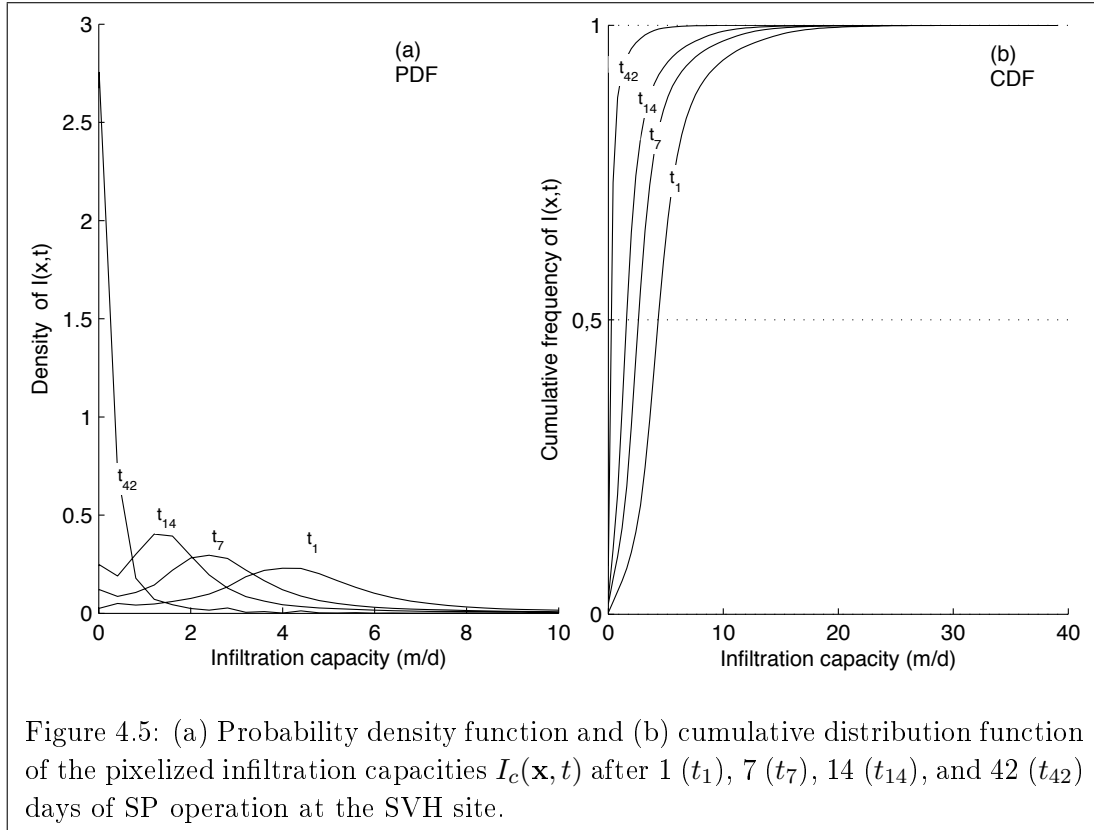 3
2.5
2
1.5
1
0.5
0
0 2 4 6 8 10
Density of I(x,t)
Infiltration capacity (m/d)
(a)
PDF
t42
t14
t7
t1
1
0,5
0
0 10 20 30 40
Cumulative frequency of I(x,t)
Infiltration capacity (m/d)
(b)
CDF
t42
t14
t7
t1
Figure 4.5: (a) Probability density function and (b) cumulative distribution function
of the pixelized infiltration capacities Ic(x, t) after 1 (t1), 7 (t7), 14 (t14), and 42 (t42)
days of SP operation at the SVH site.